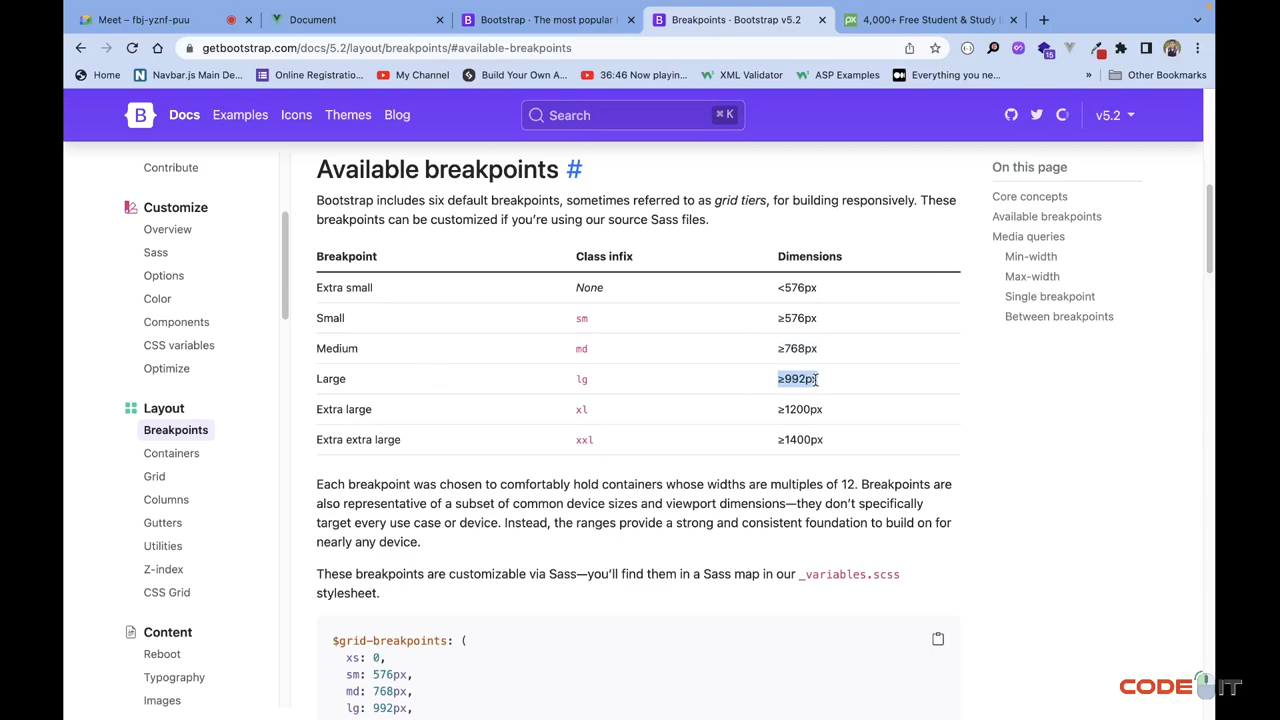 Meet – fbj-yznf-puu
Document
Bootstrap · The most popular
Breakpoints · Bootstrap v5.2
4,000+ Free Student & Study
getbootstrap.com/docs/5.2/layout/breakpoints/#available-breakpoints
15
Home
Navbar.js Main De...
Online Registratio...
My Channel
Build Your Own A...
36:46 Now playin...
XML Validator
ASP Examples
Everything you ne...
»
Other Bookmarks
B
Docs
Examples
Icons
Themes
Blog
Search
⌘ K
v5.2
Contribute
Customize
Overview
Sass
Options
Color
Components
CSS variables
Optimize
Layout
Breakpoints
Containers
Grid
Columns
Gutters
Utilities
Z-index
CSS Grid
Content
Reboot
Typography
Images
Available breakpoints #
Bootstrap includes six default breakpoints, sometimes referred to as grid tiers, for building responsively. These
breakpoints can be customized if you’re using our source Sass files.
Breakpoint Class infix Dimensions
Extra small None <576px
Small sm ≥576px
Medium md ≥768px
Large lg ≥992px
Extra large xl ≥1200px
Extra extra large xxl ≥1400px
Each breakpoint was chosen to comfortably hold containers whose widths are multiples of 12. Breakpoints are
also representative of a subset of common device sizes and viewport dimensions—they don’t specifically
target every use case or device. Instead, the ranges provide a strong and consistent foundation to build on for
nearly any device.
These breakpoints are customizable via Sass—you’ll find them in a Sass map in our _variables.scss
stylesheet.
$grid-breakpoints: (
xs: 0,
sm: 576px,
md: 768px,
lg: 992px,
On this page
Core concepts
Available breakpoints
Media queries
Min-width
Max-width
Single breakpoint
Between breakpoints
CODE IT